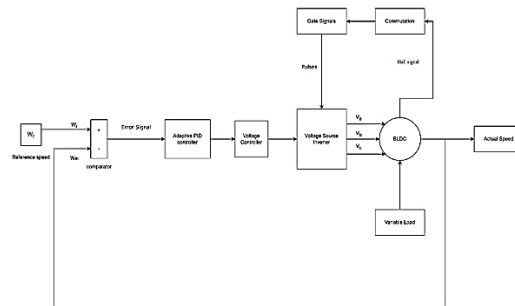 Gate Signals
Commutation
Pulses
Hall signal
Wr
Wr
Reference speed
Wm
comparator
Error Signal
Adaptive PID
controller
Voltage
Controller
Voltage Source
Inverter
Va
Vb
Vc
BLDC
Actual Speed
Variable Load